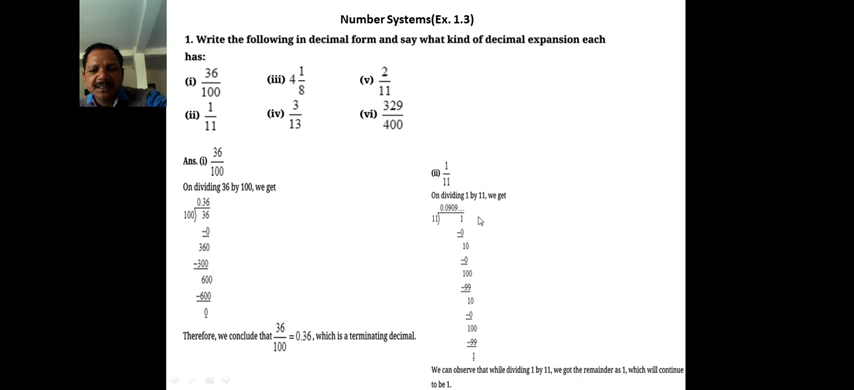 Number Systems(Ex. 1.3)
1. Write the following in decimal form and say what kind of decimal expansion each
has:
(i) 36/100 (iii) 4 1/8 (v) 2/11
(ii) 1/11 (iv) 3/13 (vi) 329/400
Ans. (i) 36/100
On dividing 36 by 100, we get
0.36
100) 36
−0
360
−300
600
−600
0
Therefore, we conclude that 36/100 = 0.36, which is a terminating decimal.
(ii) 1/11
On dividing 1 by 11, we get
0.0909...
11) 1
−0
10
−0
100
−99
10
−0
100
−99
1
We can observe that while dividing 1 by 11, we got the remainder as 1, which will continue
to be 1.